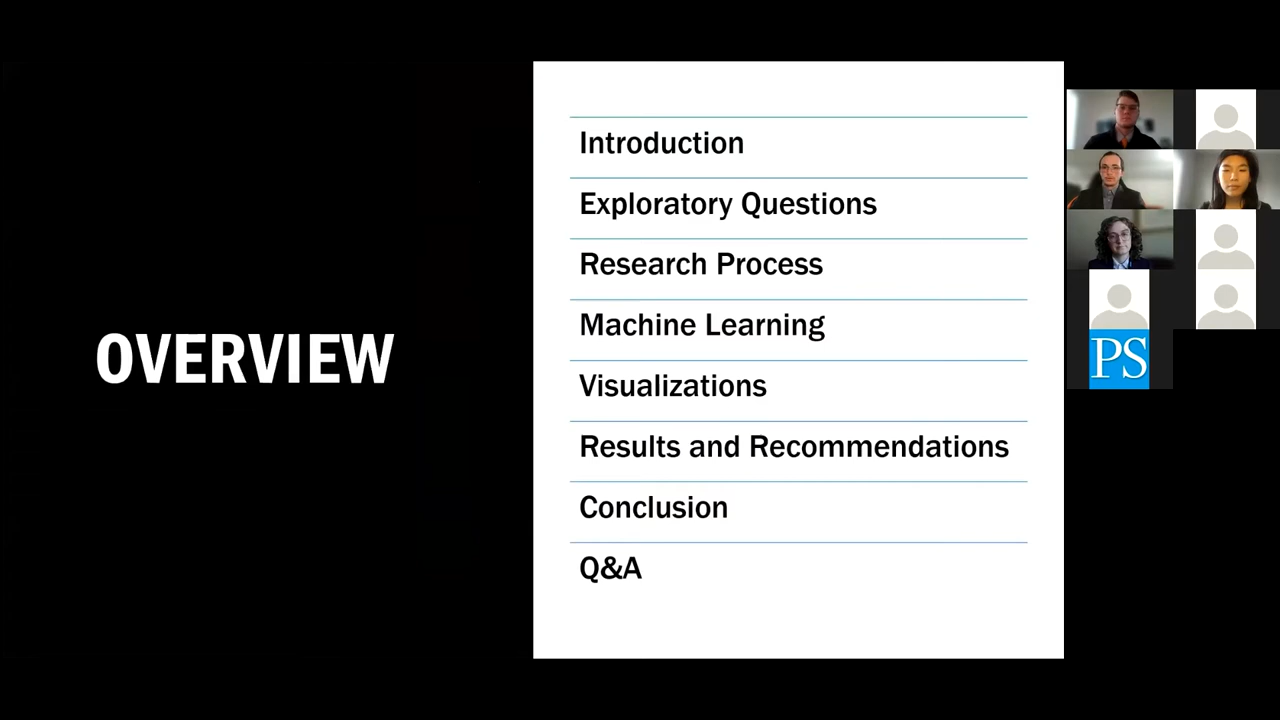 OVERVIEW
Introduction
Exploratory Questions
Research Process
Machine Learning
Visualizations
Results and Recommendations
Conclusion
Q&A
PS